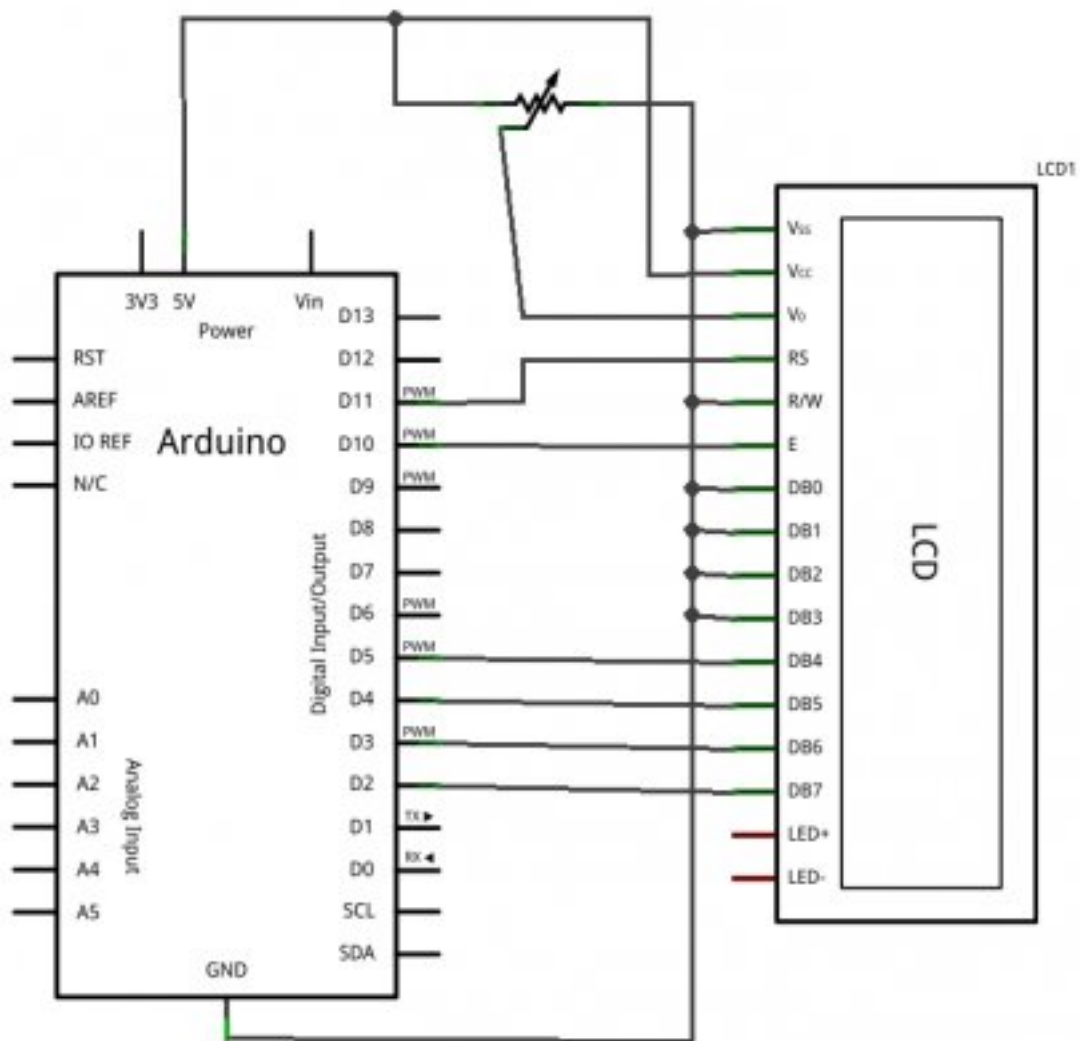 LCD1
3V3 5V Vin
Power
RST
AREF
IO REF
N/C
Arduino
A0
A1
A2
A3
A4
A5
Analog Input
Digital Input/Output
D13
D12
D11 PWM
D10 PWM
D9 PWM
D8
D7
D6 PWM
D5 PWM
D4
D3 PWM
D2
D1 TX ▶
D0 RX ◀
SCL
SDA
GND
Vss
Vcc
V0
RS
R/W
E
DB0
DB1
DB2
DB3
DB4
DB5
DB6
DB7
LED+
LED-
LCD